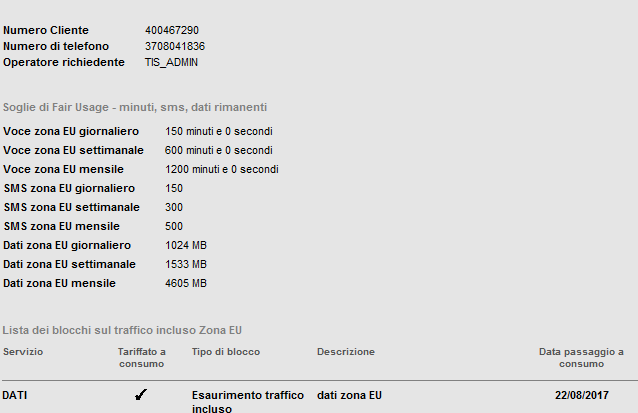 Numero Cliente 400467290
Numero di telefono 3708041836
Operatore richiedente TIS_ADMIN
Soglie di Fair Usage - minuti, sms, dati rimanenti
Voce zona EU giornaliero 150 minuti e 0 secondi
Voce zona EU settimanale 600 minuti e 0 secondi
Voce zona EU mensile 1200 minuti e 0 secondi
SMS zona EU giornaliero 150
SMS zona EU settimanale 300
SMS zona EU mensile 500
Dati zona EU giornaliero 1024 MB
Dati zona EU settimanale 1533 MB
Dati zona EU mensile 4605 MB
Lista dei blocchi sul traffico incluso Zona EU
Servizio Tariffato a Tipo di blocco Descrizione Data passaggio a
consumo consumo
DATI ✓ Esaurimento traffico dati zona EU 22/08/2017
incluso